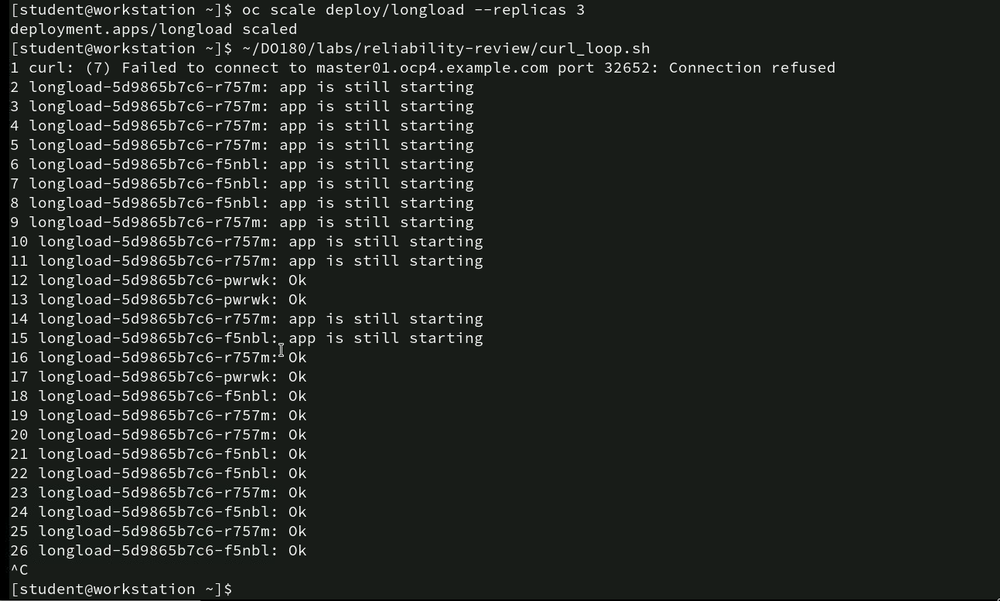 [student@workstation ~]$ oc scale deploy/longload --replicas 3
deployment.apps/longload scaled
[student@workstation ~]$ ~/DO180/labs/reliability-review/curl_loop.sh
1 curl: (7) Failed to connect to master01.ocp4.example.com port 32652: Connection refused
2 longload-5d9865b7c6-r757m: app is still starting
3 longload-5d9865b7c6-r757m: app is still starting
4 longload-5d9865b7c6-r757m: app is still starting
5 longload-5d9865b7c6-r757m: app is still starting
6 longload-5d9865b7c6-f5nbl: app is still starting
7 longload-5d9865b7c6-f5nbl: app is still starting
8 longload-5d9865b7c6-f5nbl: app is still starting
9 longload-5d9865b7c6-r757m: app is still starting
10 longload-5d9865b7c6-r757m: app is still starting
11 longload-5d9865b7c6-r757m: app is still starting
12 longload-5d9865b7c6-pwrwk: Ok
13 longload-5d9865b7c6-pwrwk: Ok
14 longload-5d9865b7c6-r757m: app is still starting
15 longload-5d9865b7c6-f5nbl: app is still starting
16 longload-5d9865b7c6-r757m: Ok
17 longload-5d9865b7c6-pwrwk: Ok
18 longload-5d9865b7c6-f5nbl: Ok
19 longload-5d9865b7c6-r757m: Ok
20 longload-5d9865b7c6-r757m: Ok
21 longload-5d9865b7c6-f5nbl: Ok
22 longload-5d9865b7c6-f5nbl: Ok
23 longload-5d9865b7c6-r757m: Ok
24 longload-5d9865b7c6-f5nbl: Ok
25 longload-5d9865b7c6-r757m: Ok
26 longload-5d9865b7c6-f5nbl: Ok
^C
[student@workstation ~]$